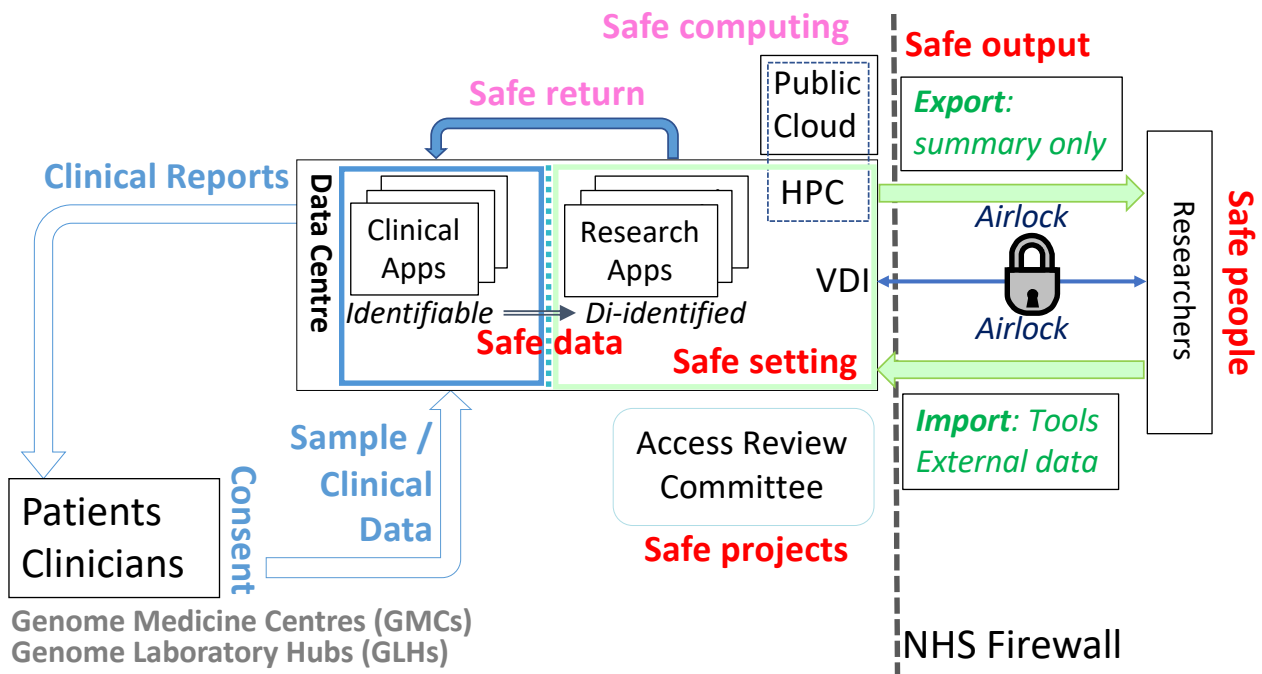 Safe computing
Safe output
Safe return
Public
Cloud
Export:
summary only
Clinical Reports
Data Centre
Clinical
Apps
Research
Apps
HPC
VDI
Airlock
Airlock
Researchers
Safe people
Identifiable
Di-identified
Safe data
Safe setting
Import: Tools
External data
Sample /
Clinical
Data
Access Review
Committee
Safe projects
Patients
Clinicians
Consent
Genome Medicine Centres (GMCs)
Genome Laboratory Hubs (GLHs)
NHS Firewall